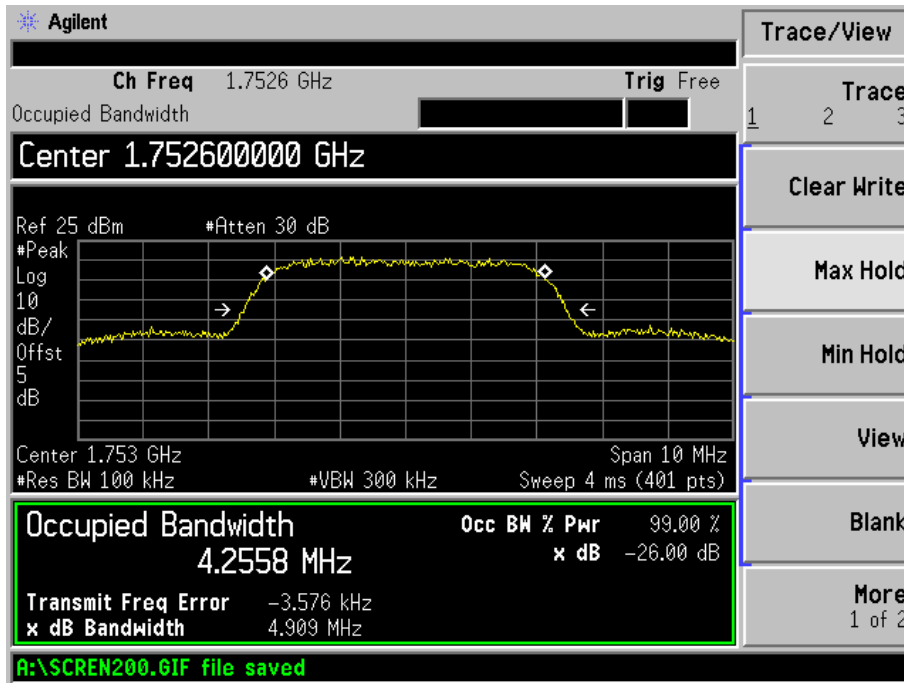 Agilent
Trace/View
Ch Freq 1.7526 GHz Trig Free
Occupied Bandwidth
Trace
1 2 3
Center 1.752600000 GHz
Clear Write
Ref 25 dBm #Atten 30 dB
#Peak
Log
10
dB/
Offst
5
dB
Max Hold
Min Hold
View
Center 1.753 GHz Span 10 MHz
#Res BW 100 kHz #VBW 300 kHz Sweep 4 ms (401 pts)
Occupied Bandwidth Occ BW % Pwr 99.00 %
4.2558 MHz x dB -26.00 dB
Blank
Transmit Freq Error -3.576 kHz
x dB Bandwidth 4.909 MHz
More
1 of 2
A:\SCREN200.GIF file saved